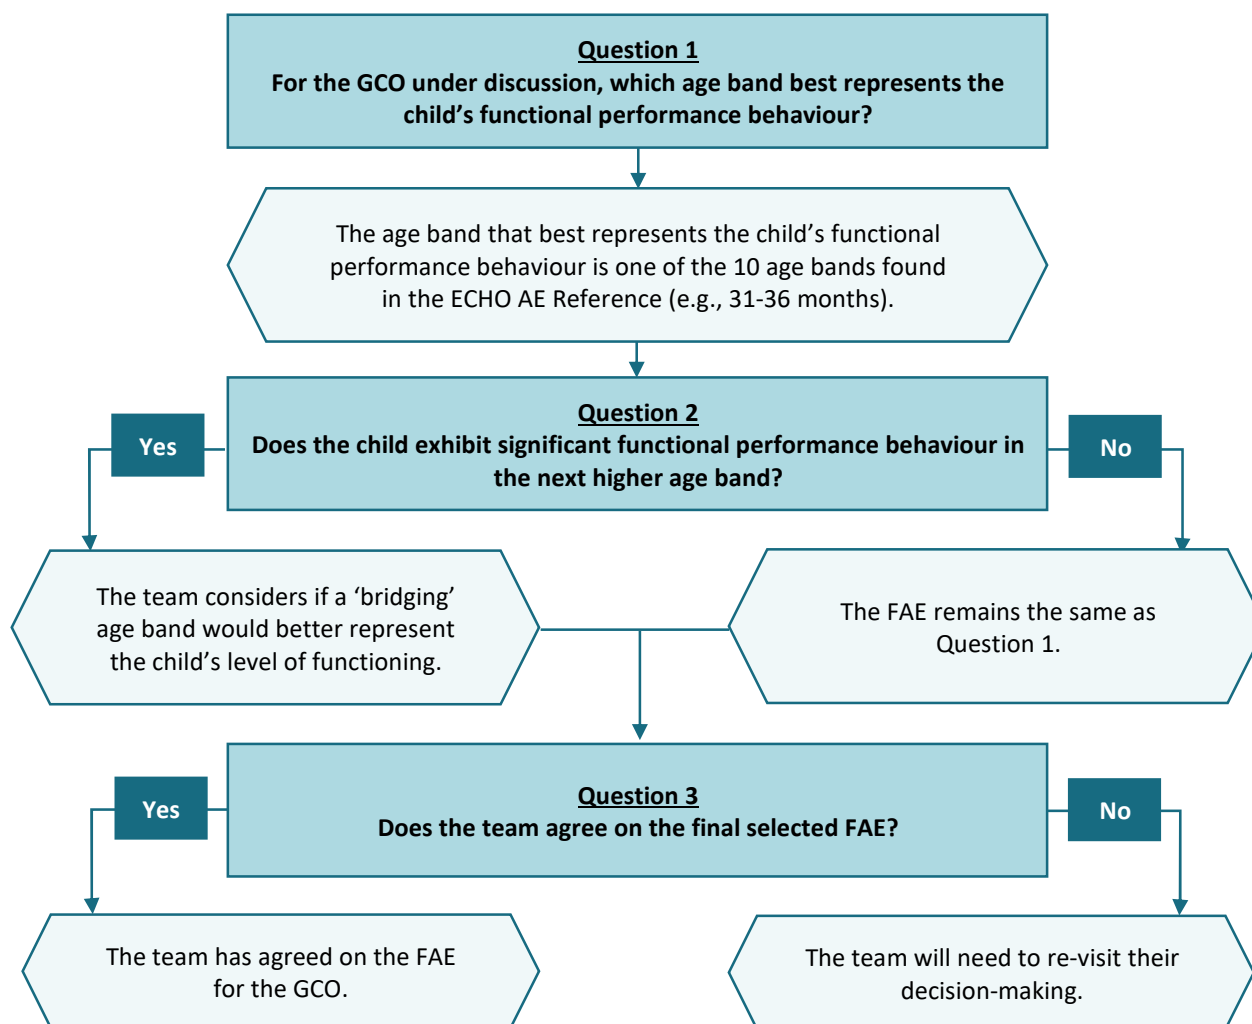 Question 1
For the GCO under discussion, which age band best represents the
child’s functional performance behaviour?
The age band that best represents the child’s functional
performance behaviour is one of the 10 age bands found
in the ECHO AE Reference (e.g., 31-36 months).
Question 2
Does the child exhibit significant functional performance behaviour in
the next higher age band?
Yes
No
The team considers if a ‘bridging’
age band would better represent
the child’s level of functioning.
The FAE remains the same as
Question 1.
Question 3
Does the team agree on the final selected FAE?
Yes
No
The team has agreed on the FAE
for the GCO.
The team will need to re-visit their
decision-making.